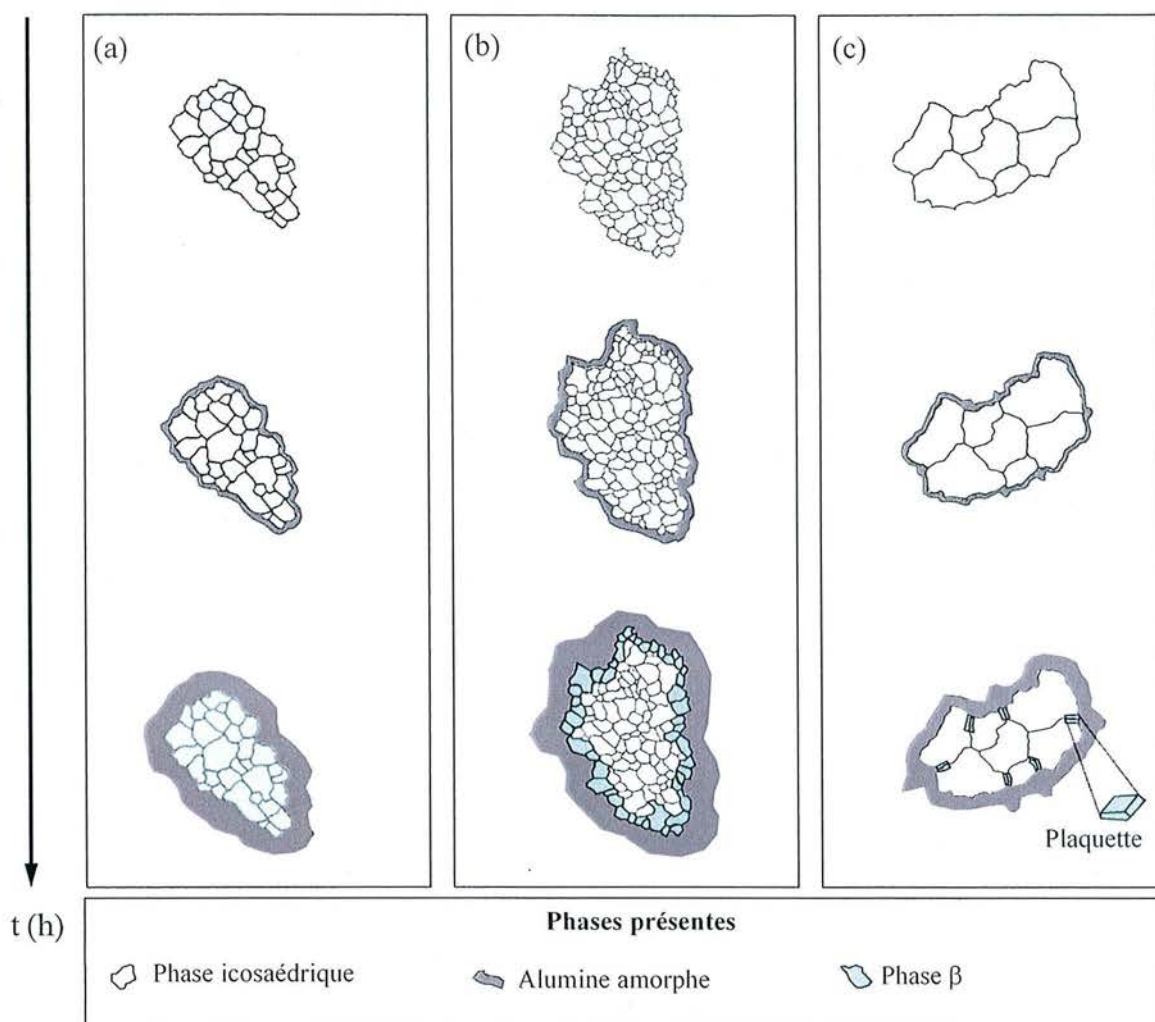 (a)
(b)
(c)
Plaquette
t (h)
Phases présentes
Phase icosaédrique
Alumine amorphe
Phase β